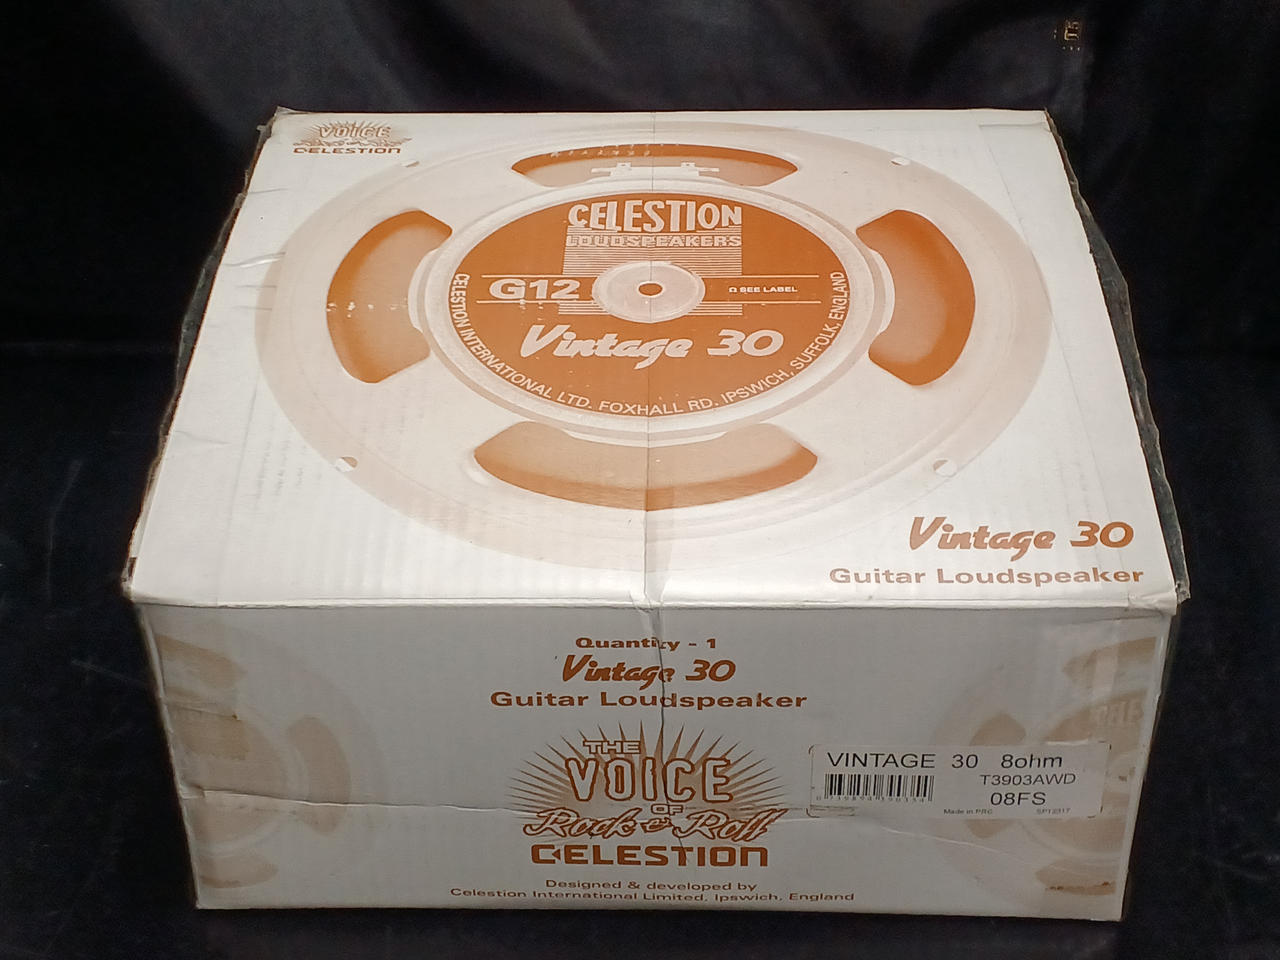 VOICE
CELESTION
CELESTION
LOUDSPEAKERS
G12
Ω SEE LABEL
Vintage 30
CELESTION INTERNATIONAL LTD. FOXHALL RD. IPSWICH, SUFFOLK, ENGLAND
Vintage 30
Guitar Loudspeaker
Quantity - 1
Vintage 30
Guitar Loudspeaker
THE
VOICE
OF
Rock & Roll
CELESTION
Designed & developed by
Celestion International Limited, Ipswich, England
VINTAGE 30 8ohm
T3903AWD
08FS
Made in PRC